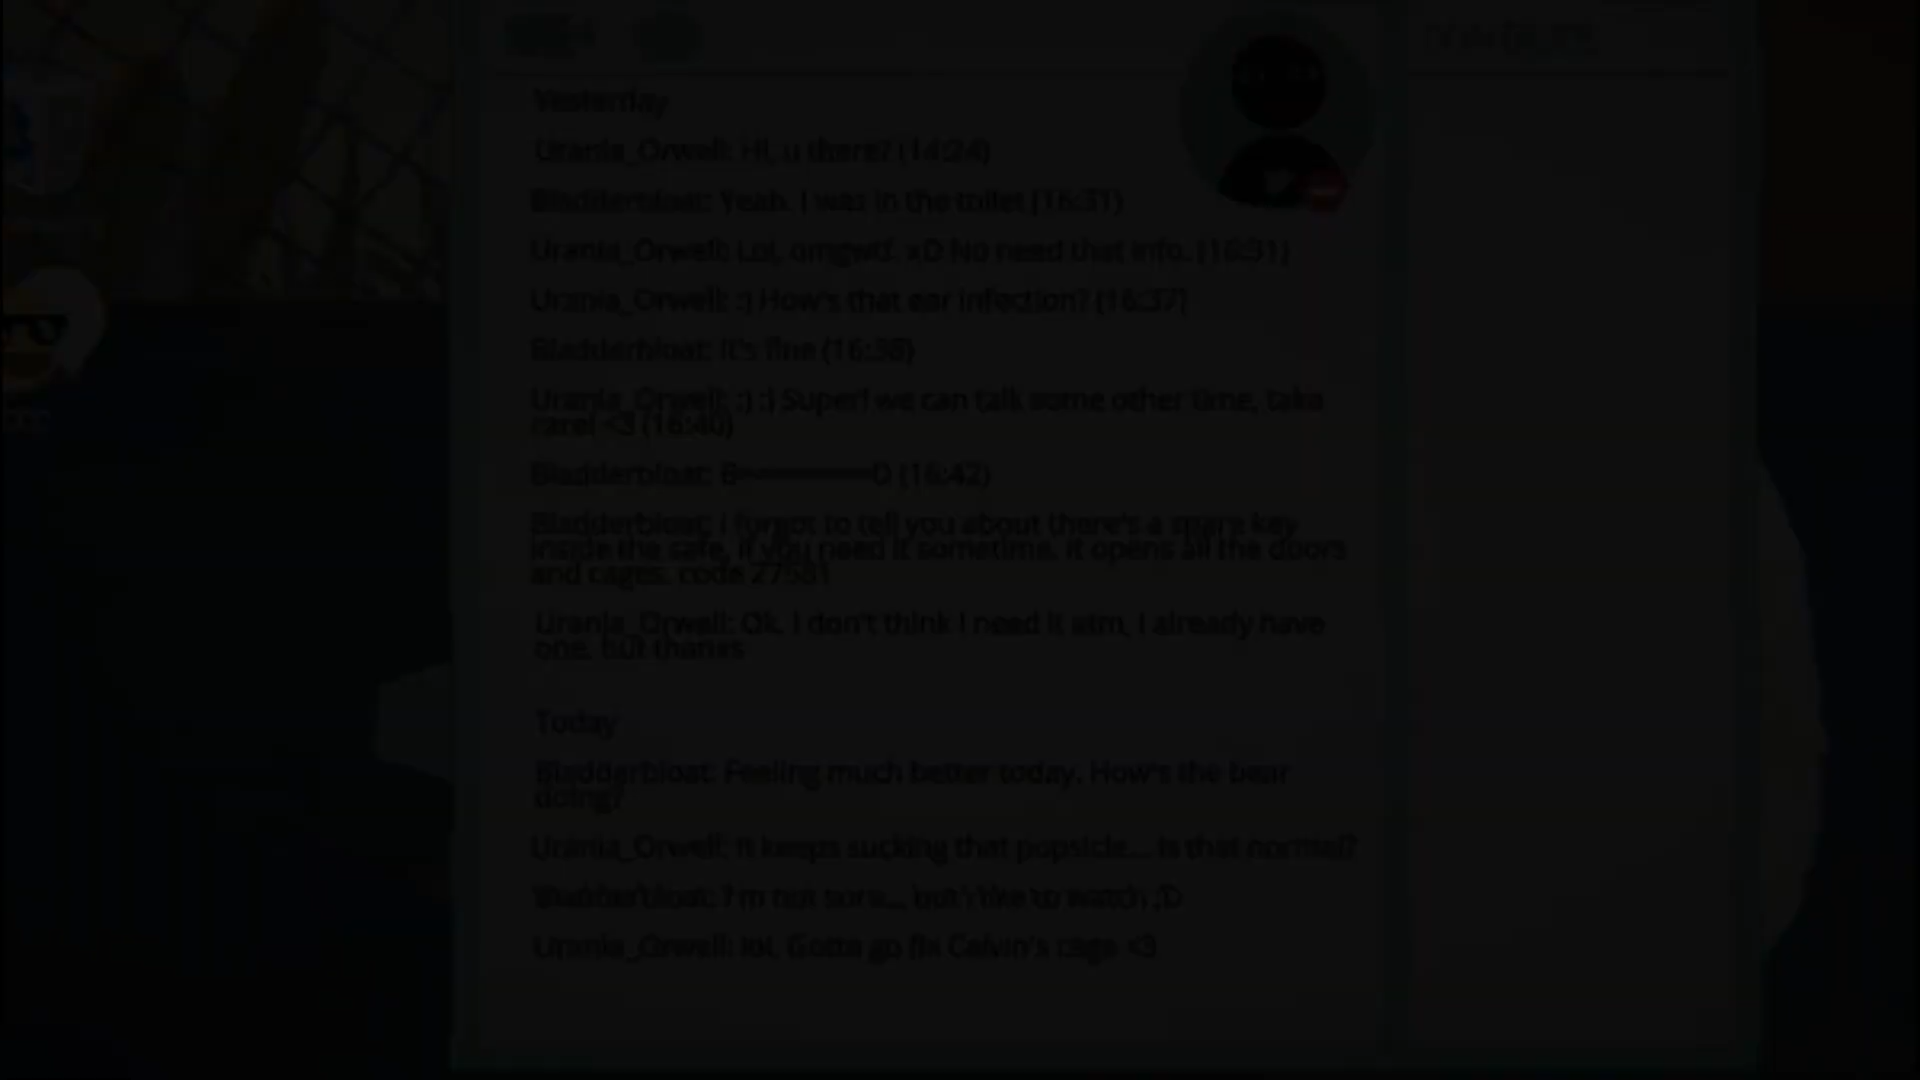 Yesterday
Urania_Orwell: Hi, u there? (14:24)
Bladderbloat: Yeah. I was in the toilet (16:31)
Urania_Orwell: Lol, omgwtf. xD No need that info. (16:31)
Urania_Orwell: :) How's that ear infection? (16:37)
Bladderbloat: It's fine (16:38)
Urania_Orwell: :) :) Super! we can talk some other time, take
care! <3 (16:40)
Bladderbloat: (16:42)
Bladderbloat: I forgot to tell you about there's a spare key
inside the safe, if you need it sometime. it opens all the doors
and cages. code 27581
Urania_Orwell: Ok. I don't think I need it atm, I already have
one, but thanks
Today
Bladderbloat: Feeling much better today. How's the bear
doing?
Urania_Orwell: It keeps sucking that popsicle... Is that normal?
Bladderbloat: I'm not sure... but I like to watch ;D
Urania_Orwell: lol. Gotta go fix Calvin's cage <3